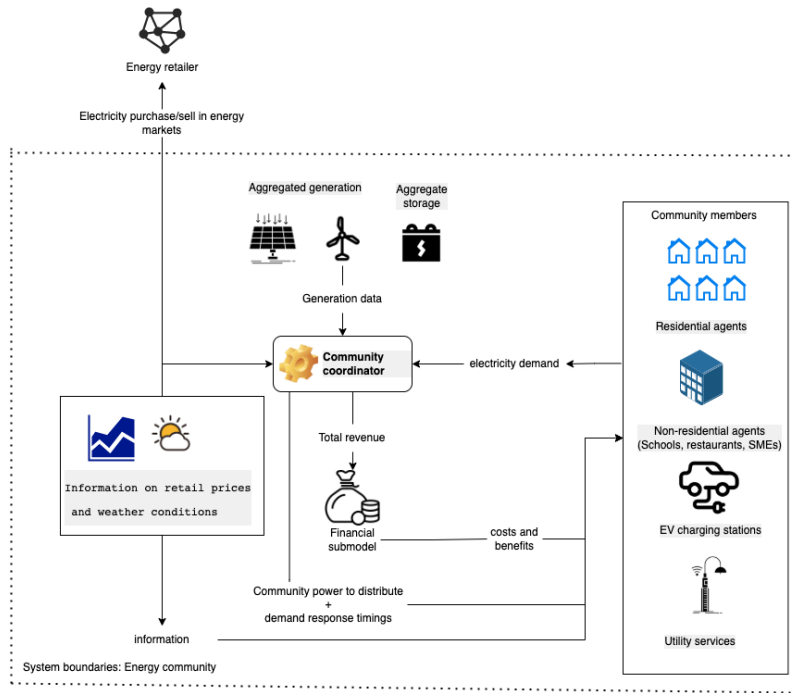 Energy retailer
Electricity purchase/sell in energy
markets
Aggregated generation
Aggregate
storage
Community members
Generation data
Residential agents
Community
coordinator
electricity demand
Total revenue
Non-residential agents
(Schools, restaurants, SMEs)
Information on retail prices
and weather conditions
Financial
submodel
costs and
benefits
EV charging stations
Community power to distribute
+
demand response timings
information
Utility services
System boundaries: Energy community